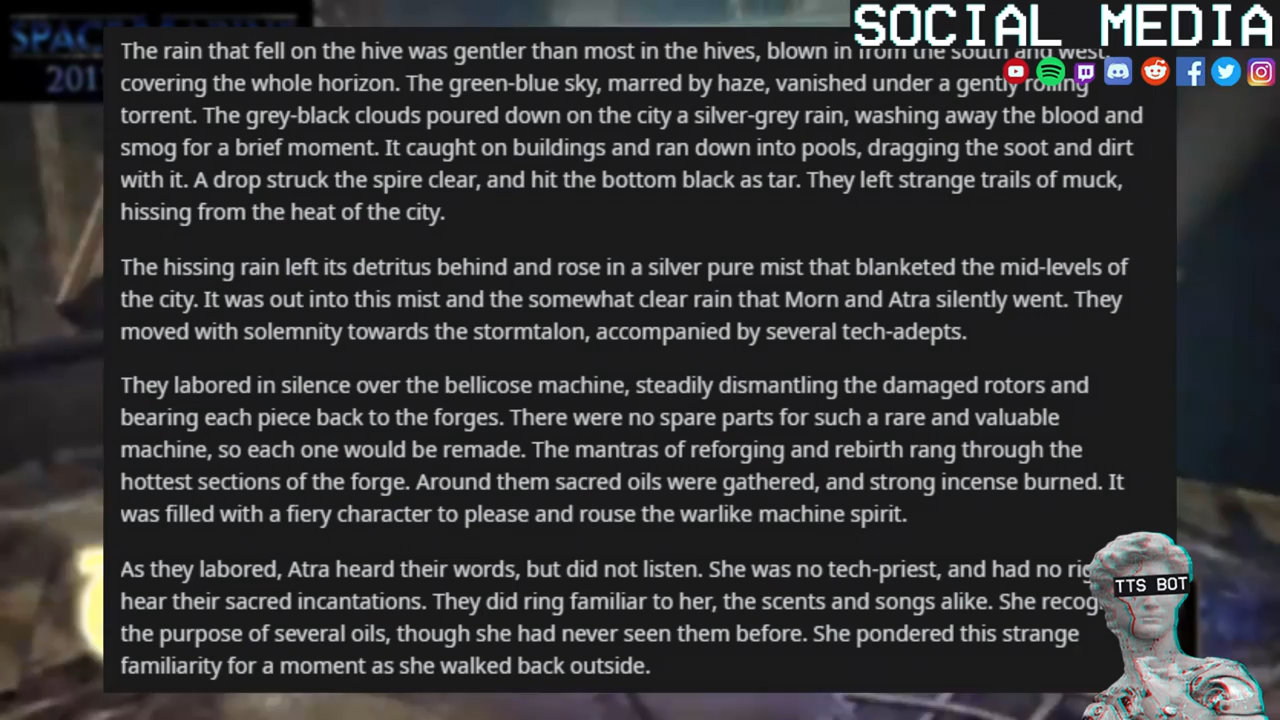 SPACE
SOCIAL MEDIA
201
The rain that fell on the hive was gentler than most in the hives, blown in from the south and west,
covering the whole horizon. The green-blue sky, marred by haze, vanished under a gently rolling
torrent. The grey-black clouds poured down on the city a silver-grey rain, washing away the blood and
smog for a brief moment. It caught on buildings and ran down into pools, dragging the soot and dirt
with it. A drop struck the spire clear, and hit the bottom black as tar. They left strange trails of muck,
hissing from the heat of the city.
The hissing rain left its detritus behind and rose in a silver pure mist that blanketed the mid-levels of
the city. It was out into this mist and the somewhat clear rain that Morn and Atra silently went. They
moved with solemnity towards the stormtalon, accompanied by several tech-adepts.
They labored in silence over the bellicose machine, steadily dismantling the damaged rotors and
bearing each piece back to the forges. There were no spare parts for such a rare and valuable
machine, so each one would be remade. The mantras of reforging and rebirth rang through the
hottest sections of the forge. Around them sacred oils were gathered, and strong incense burned. It
was filled with a fiery character to please and rouse the warlike machine spirit.
As they labored, Atra heard their words, but did not listen. She was no tech-priest, and had no
hear their sacred incantations. They did ring familiar to her, the scents and songs alike. She
the purpose of several oils, though she had never seen them before. She pondered this strange
familiarity for a moment as she walked back outside.
TTS BOT